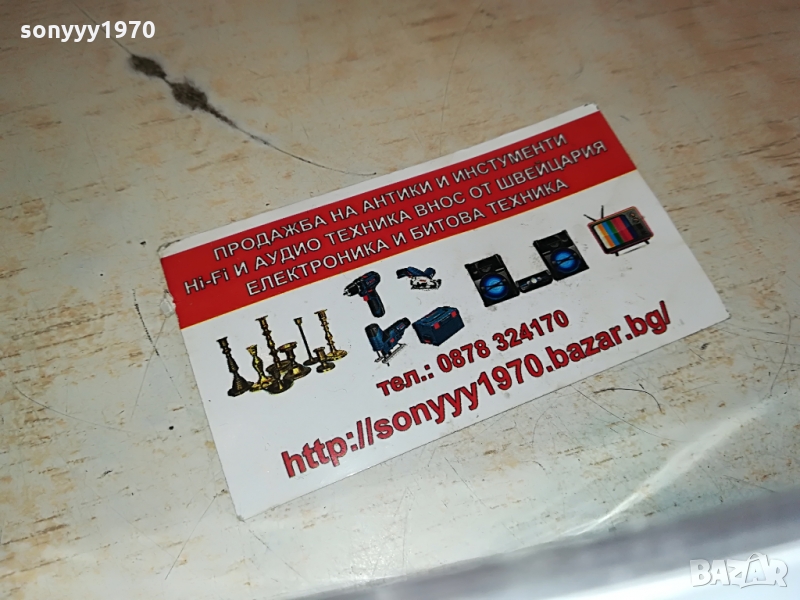 sonyyy1970
ПРОДАЖБА НА АНТИКИ И ИНСТУМЕНТИ
Hi-Fi И АУДИО ТЕХНИКА ВНОС ОТ ШВЕЙЦАРИЯ
ЕЛЕКТРОНИКА И БИТОВА ТЕХНИКА
тел.: 0878 324170
http://sonyyy1970.bazar.bg/
BAZAR